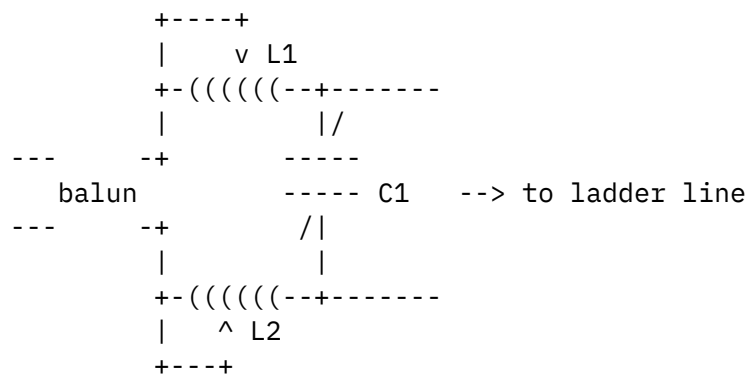 +----+
|    v L1
+-((((((--+-------
|         |/
---     -+       -----
balun         ----- C1   --> to ladder line
---     -+        /|
|         |
+-((((((--+-------
|   ^ L2
+---+